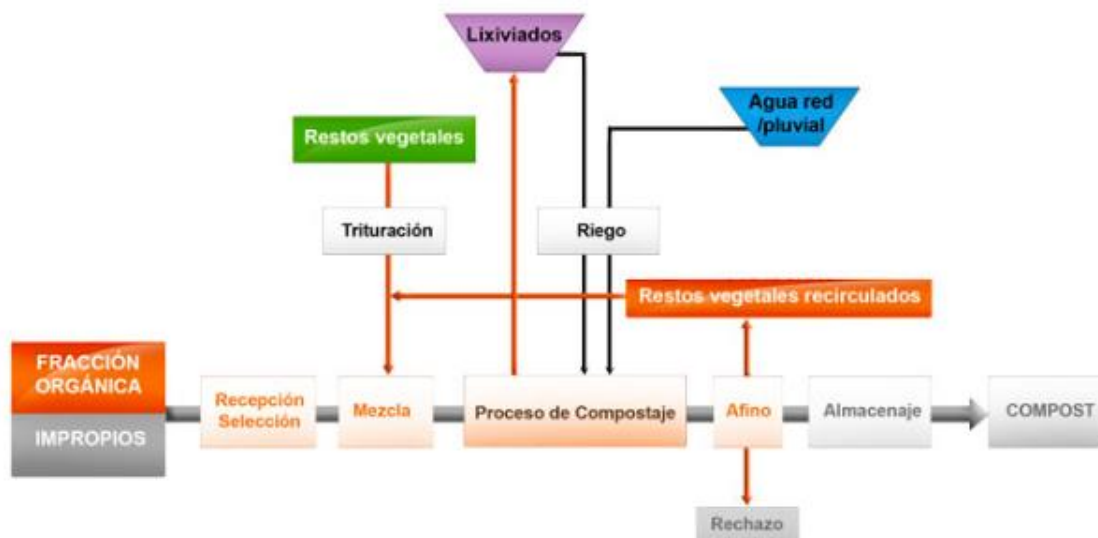 Lixiviados
Agua red
/pluvial
Restos vegetales
Trituración
Riego
Restos vegetales recirculados
FRACCIÓN
ORGÁNICA
IMPROPIOS
Recepción
Selección
Mezcla
Proceso de Compostaje
Afino
Almacenaje
COMPOST
Rechazo